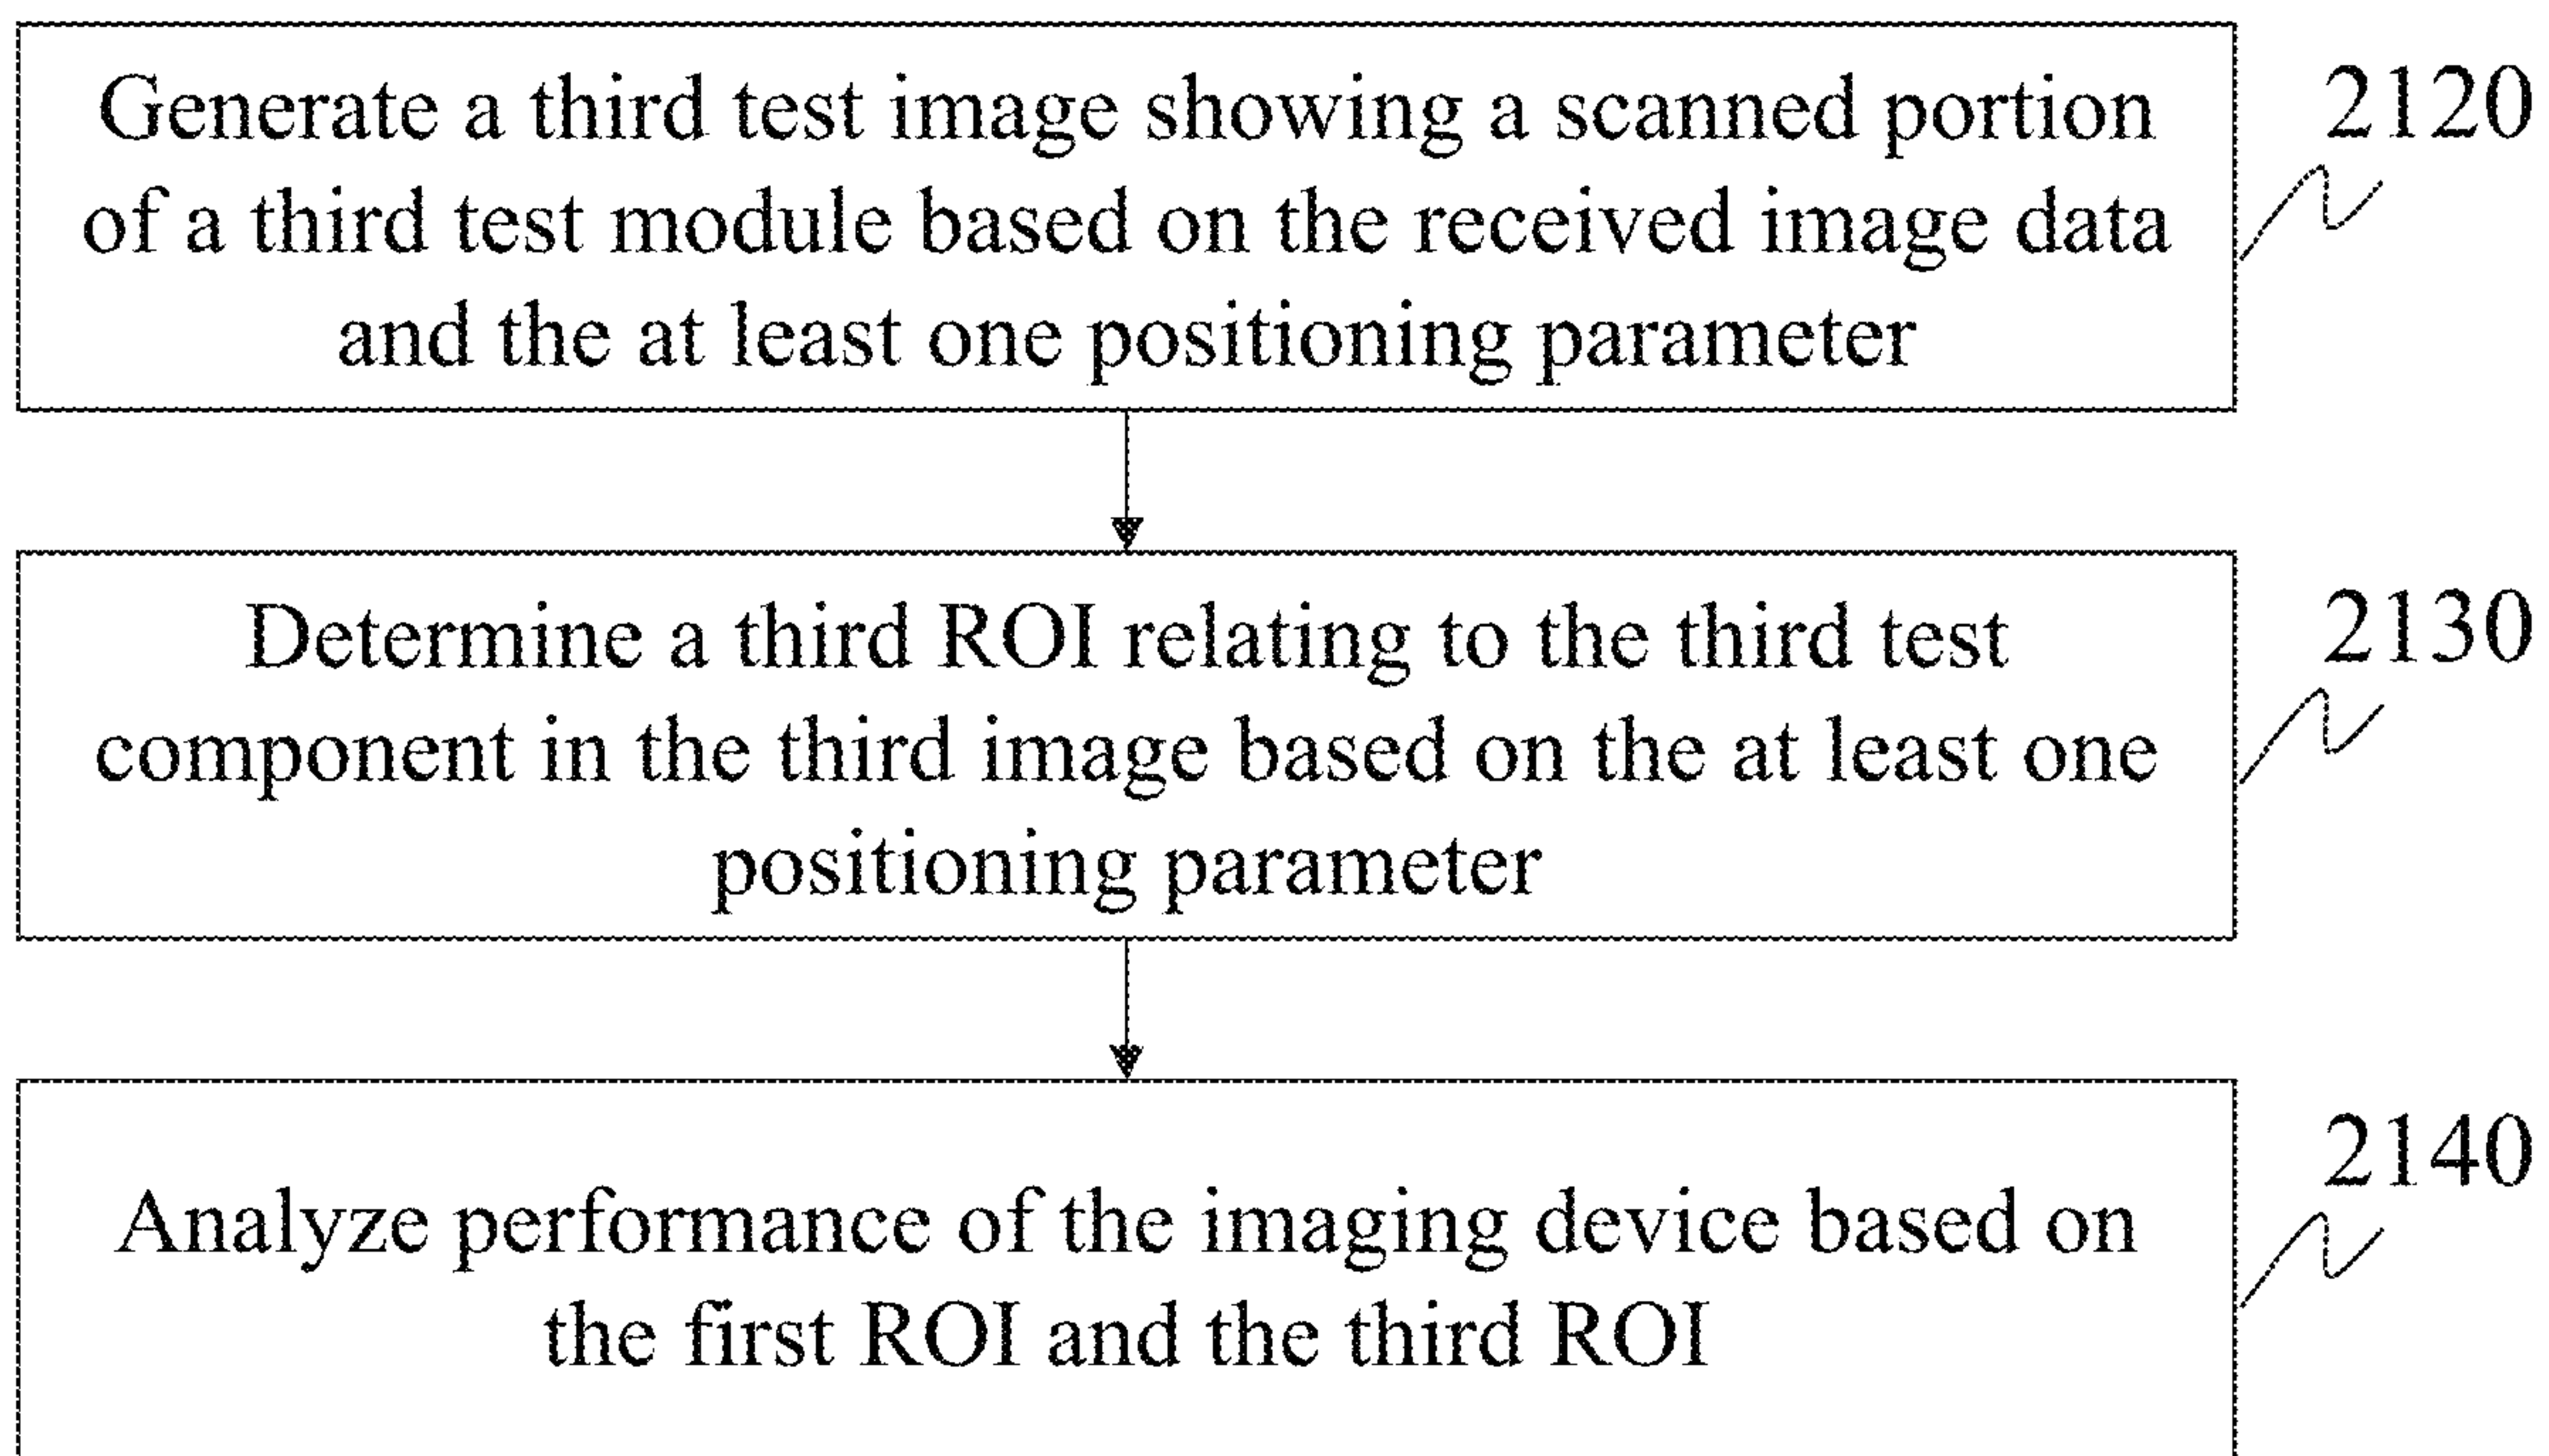 Generate a third test image showing a scanned portion
of a third test module based on the received image data
and the at least one positioning parameter
2120
Determine a third ROI relating to the third test
component in the third image based on the at least one
positioning parameter
2130
Analyze performance of the imaging device based on
the first ROI and the third ROI
2140